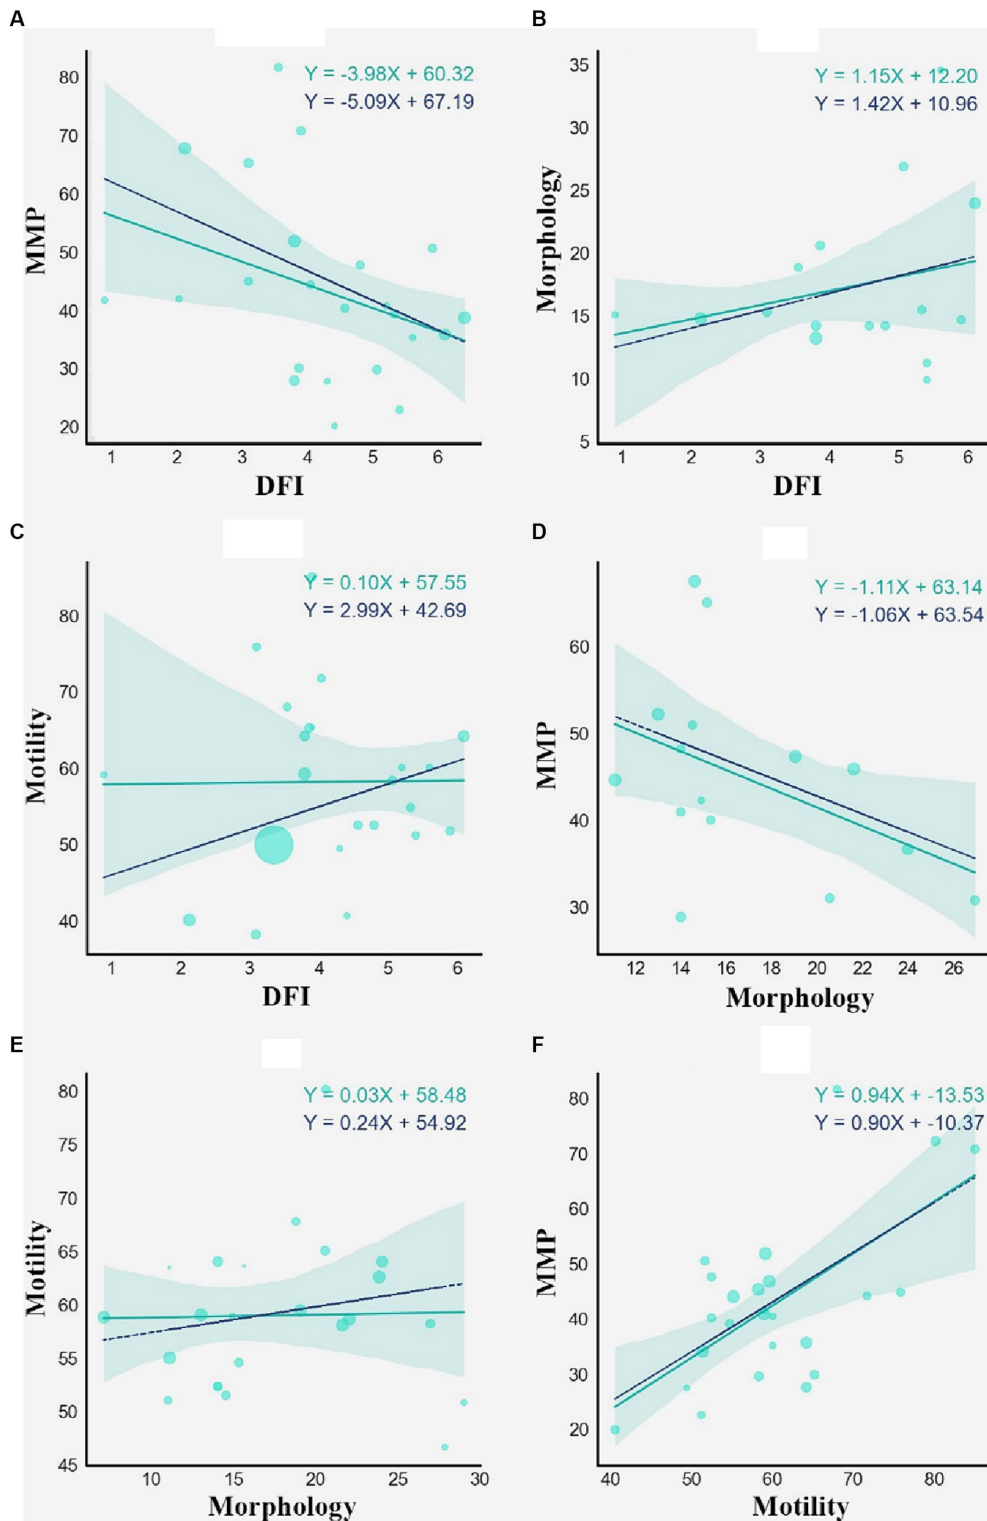 A
Y = -3.98X + 60.32
Y = -5.09X + 67.19
MMP
80
70
60
50
40
30
20
1 2 3 4 5 6
DFI
B
Y = 1.15X + 12.20
Y = 1.42X + 10.96
Morphology
35
30
25
20
15
10
5
1 2 3 4 5 6
DFI
C
Y = 0.10X + 57.55
Y = 2.99X + 42.69
Motility
80
70
60
50
40
1 2 3 4 5 6
DFI
D
Y = -1.11X + 63.14
Y = -1.06X + 63.54
MMP
60
50
40
30
12 14 16 18 20 22 24 26
Morphology
E
Y = 0.03X + 58.48
Y = 0.24X + 54.92
Motility
80
75
70
65
60
55
50
45
10 15 20 25 30
Morphology
F
Y = 0.94X + -13.53
Y = 0.90X + -10.37
MMP
80
70
60
50
40
30
20
40 50 60 70 80
Motility